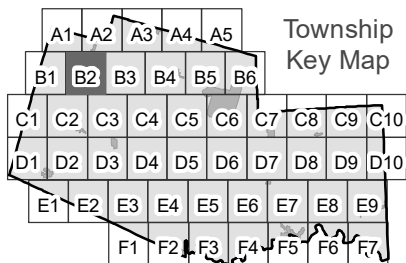 Township
Key Map
A1 A2 A3 A4 A5
B1 B2 B3 B4 B5 B6
C1 C2 C3 C4 C5 C6 C7 C8 C9 C10
D1 D2 D3 D4 D5 D6 D7 D8 D9 D10
E1 E2 E3 E4 E5 E6 E7 E8 E9
F1 F2 F3 F4 F5 F6 F7